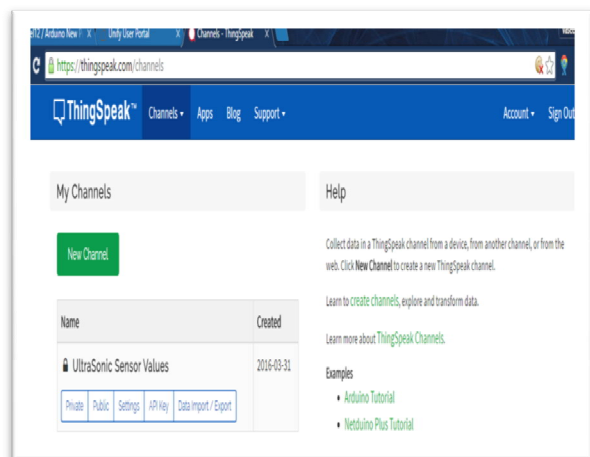 Arduino New
Unify User Portal
Channels - ThingSpeak
https://thingspeak.com/channels
ThingSpeak™ Channels Apps Blog Support Account Sign Out
My Channels
New Channel
Name Created
UltraSonic Sensor Values 2016-03-31
Private Public Settings API Key Data Import / Export
Help
Collect data in a ThingSpeak channel from a device, from another channel, or from the
web. Click New Channel to create a new ThingSpeak channel.
Learn to create channels, explore and transform data.
Learn more about ThingSpeak Channels.
Examples
Arduino Tutorial
Netduino Plus Tutorial